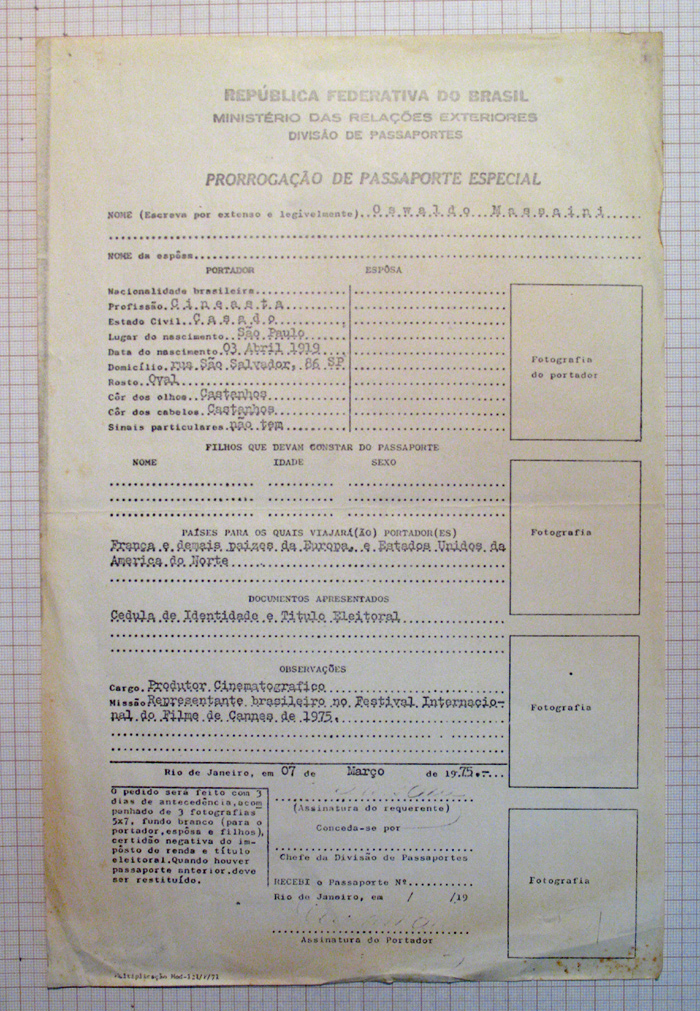 REPÚBLICA FEDERATIVA DO BRASIL
MINISTÉRIO DAS RELAÇÕES EXTERIORES
DIVISÃO DE PASSAPORTES
PRORROGAÇÃO DE PASSAPORTE ESPECIAL
NOME (Escreva por extenso e legivelmente)..Oswaldo Massaini......
NOME da espôsa
PORTADOR ESPÔSA
Nacionalidade brasileira
Profissão.Cineasta
Estado Civil.Casado
Lugar do nascimento.São Paulo
Data do nascimento.03 Abril 1919
Domicílio.rua São Salvador, 86 SP
Rosto.Oval
Côr dos olhos.Castanhos
Côr dos cabelos.Castanhos
Sinais particulares.não tem
Fotografia
do portador
FILHOS QUE DEVAM CONSTAR DO PASSAPORTE
NOME IDADE SEXO
PAÍSES PARA OS QUAIS VIAJARÁ(ÃO) PORTADOR(ES)
França e demais paizes da Europa, e Estados Unidos da
America do Norte
Fotografia
DOCUMENTOS APRESENTADOS
Cedula de Identidade e Titulo Eleitoral
OBSERVAÇÕES
Cargo.Produtor Cinematografico
Missão.Representante brasileiro no Festival Internacio-
nal do Filme de Cannes de 1975.
Fotografia
Rio de Janeiro, em 07 de Março de 1975.-
O pedido será feito com 3
dias de antecedência,acom
panhado de 3 fotografias
5x7, fundo branco (para o
portador,espôsa e filhos),
certidão negativa do im-
pôsto de renda e título
eleitoral.Quando houver
passaporte anterior,deve
ser restituído.
(Assinatura do requerente)
Conceda-se por
Chefe da Divisão de Passaportes
RECEBI o Passaporte Nº
Rio de Janeiro, em / /19
Assinatura do Portador
Fotografia